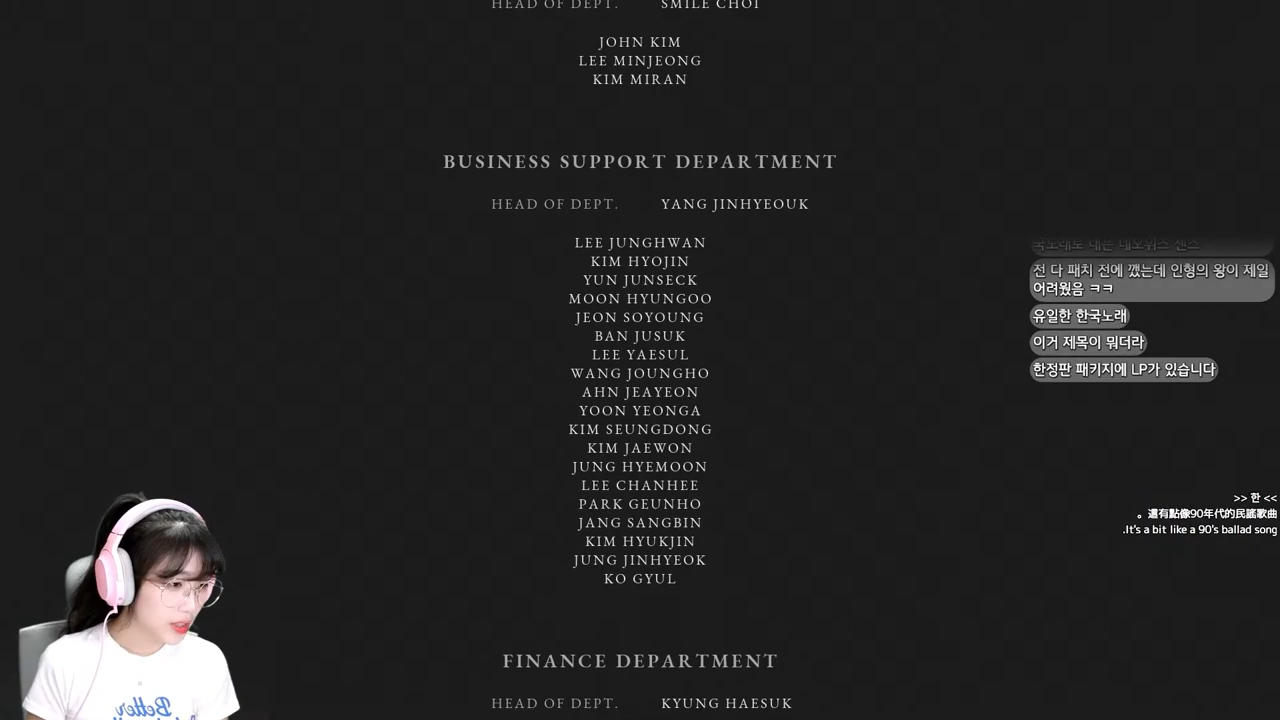 HEAD OF DEPT. SMILE CHOI
JOHN KIM
LEE MINJEONG
KIM MIRAN
BUSINESS SUPPORT DEPARTMENT
HEAD OF DEPT. YANG JINHYEOUK
LEE JUNGHWAN
KIM HYOJIN
YUN JUNSECK
MOON HYUNGOO
JEON SOYOUNG
BAN JUSUK
LEE YAESUL
WANG JOUNGHO
AHN JEAYEON
YOON YEONGA
KIM SEUNGDONG
KIM JAEWON
JUNG HYEMOON
LEE CHANHEE
PARK GEUNHO
JANG SANGBIN
KIM HYUKJIN
JUNG JINHYEOK
KO GYUL
FINANCE DEPARTMENT
HEAD OF DEPT. KYUNG HAESUK
전 다 패치 전에 깼는데 인형의 왕이 제일
어려웠음 ㅋㅋ
유일한 한국노래
이거 제목이 뭐더라
한정판 패키지에 LP가 있습니다
>> 한 <<
。還有點像90年代的民謠歌曲
.It's a bit like a 90's ballad song
Better